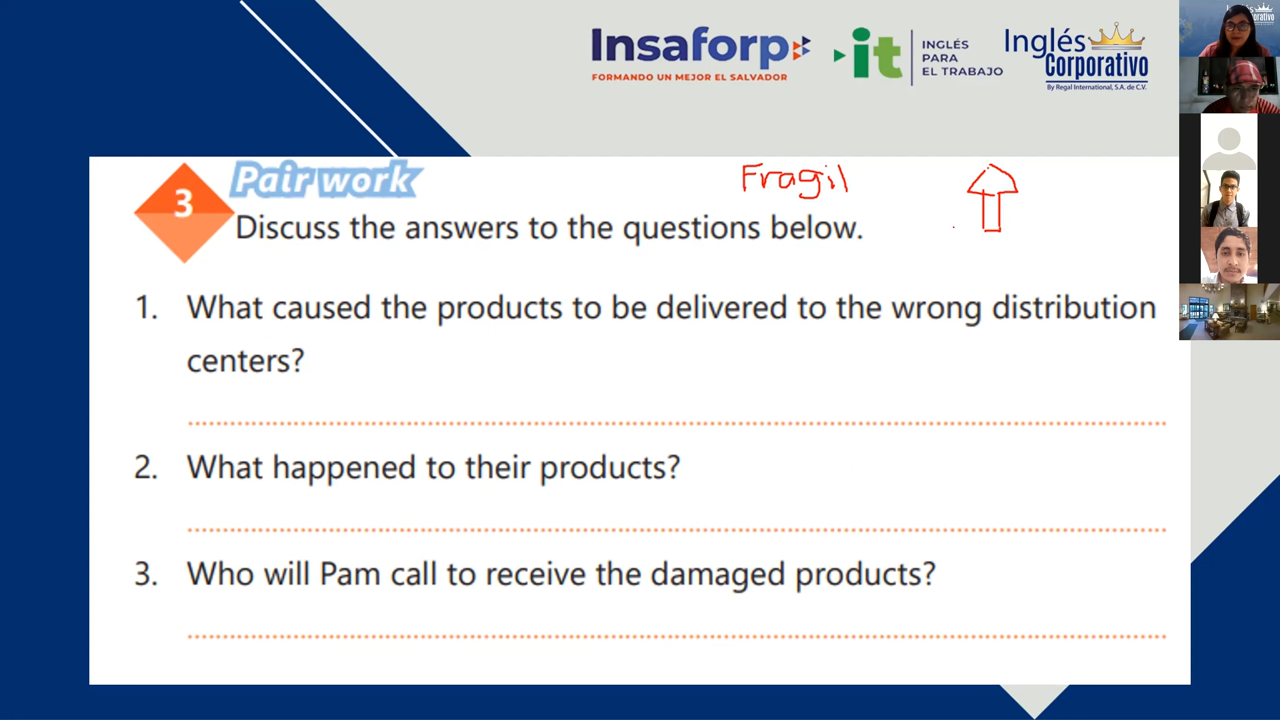 Insaforp
FORMANDO UN MEJOR EL SALVADOR
it
INGLÉS
PARA
EL TRABAJO
Inglés
Corporativo
By Regal International, S.A. de C.V.
3
Pair work
Fragil
Discuss the answers to the questions below.
1. What caused the products to be delivered to the wrong distribution
centers?
2. What happened to their products?
3. Who will Pam call to receive the damaged products?